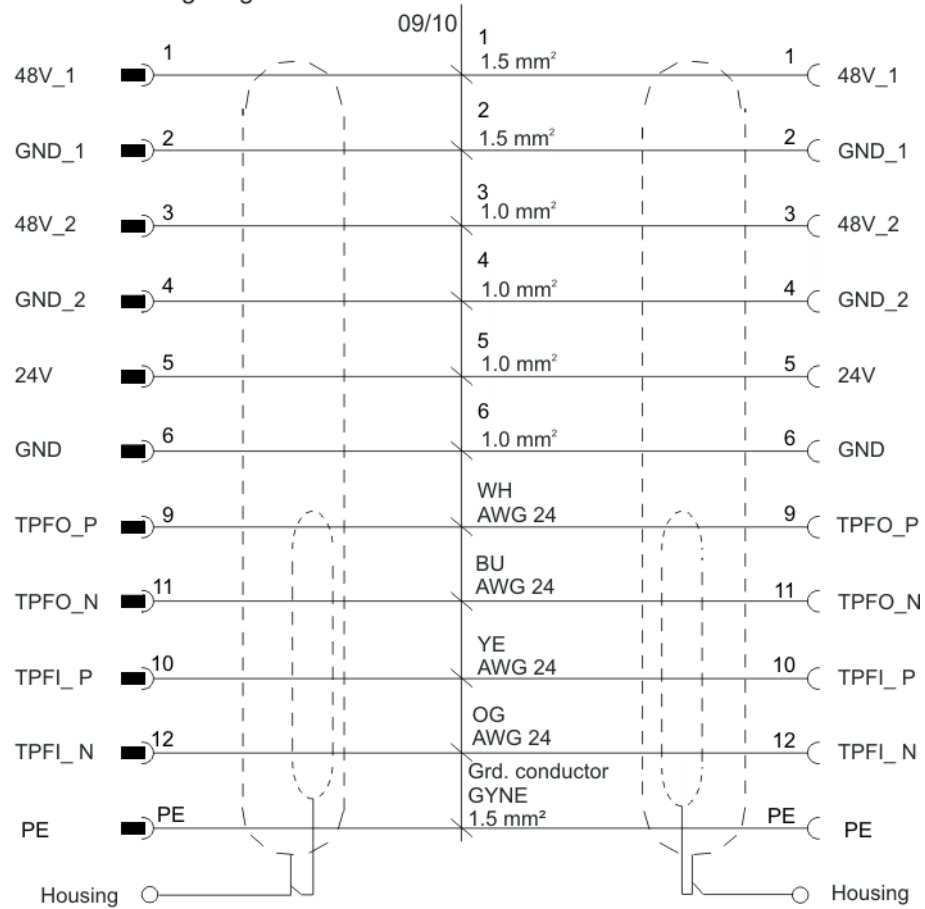 09/10
1
48V_1 1 1.5 mm² 1 48V_1
2
GND_1 2 1.5 mm² 2 GND_1
3
48V_2 3 1.0 mm² 3 48V_2
4
GND_2 4 1.0 mm² 4 GND_2
5
24V 5 1.0 mm² 5 24V
6
GND 6 1.0 mm² 6 GND
WH
TPFO_P 9 AWG 24 9 TPFO_P
BU
TPFO_N 11 AWG 24 11 TPFO_N
YE
TPFI_ P 10 AWG 24 10 TPFI_ P
OG
TPFI_ N 12 AWG 24 12 TPFI_ N
Grd. conductor
GYNE
PE PE 1.5 mm² PE PE
Housing Housing